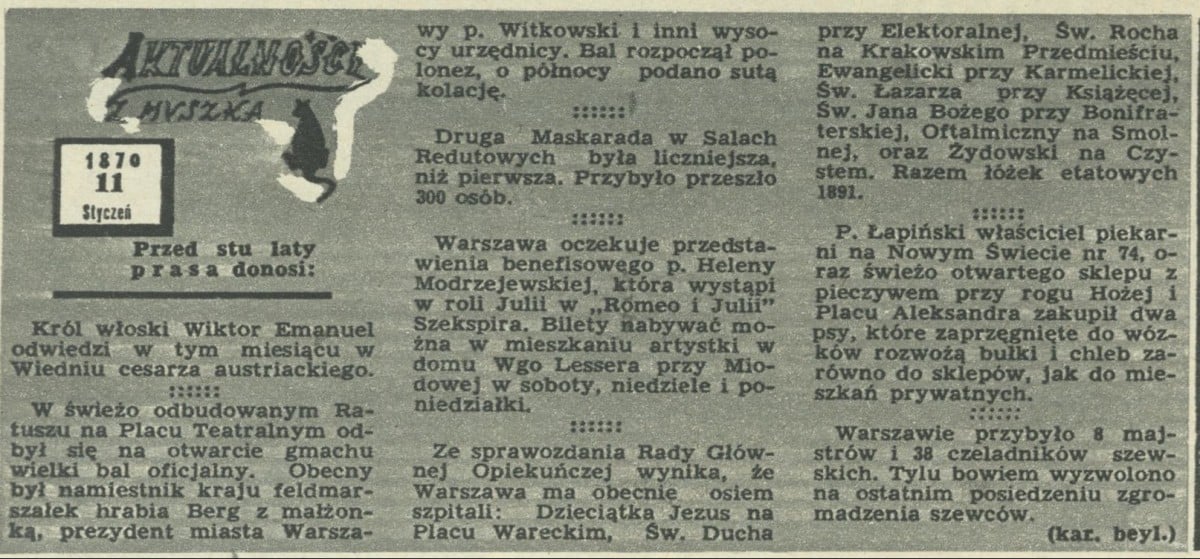 AKTUALNOŚCI
Z MYSZKĄ
1870
11
Styczeń
Przed stu laty
prasa donosi:
Król włoski Wiktor Emanuel
odwiedzi w tym miesiącu w
Wiedniu cesarza austriackiego.
::::::
W świeżo odbudowanym Ra-
tuszu na Placu Teatralnym od-
był się na otwarcie gmachu
wielki bal oficjalny. Obecny
był namiestnik kraju feldmar-
szałek hrabia Berg z małżon-
ką, prezydent miasta Warsza-
wy p. Witkowski i inni wyso-
cy urzędnicy. Bal rozpoczął po-
lonez, o północy podano sutą
kolację.
::::::
Druga Maskarada w Salach
Redutowych była liczniejsza,
niż pierwsza. Przybyło przeszło
300 osób.
::::::
Warszawa oczekuje przedsta-
wienia benefisowego p. Heleny
Modrzejewskiej, która wystąpi
w roli Julii w „Romeo i Julii”
Szekspira. Bilety nabywać mo-
żna w mieszkaniu artystki w
domu Wgo Lessera przy Mio-
dowej w soboty, niedziele i po-
niedziałki.
::::::
Ze sprawozdania Rady Głów-
nej Opiekuńczej wynika, że
Warszawa ma obecnie osiem
szpitali: Dzieciątka Jezus na
Placu Wareckim, Św. Ducha
przy Elektoralnej, Św. Rocha
na Krakowskim Przedmieściu,
Ewangelicki przy Karmelickiej,
Św. Łazarza przy Książęcej,
Św. Jana Bożego przy Bonifra-
terskiej, Oftalmiczny na Smol-
nej, oraz Żydowski na Czy-
stem. Razem łóżek etatowych
1891.
::::::
P. Łapiński właściciel piekar-
ni na Nowym Świecie nr 74, o-
raz świeżo otwartego sklepu z
pieczywem przy rogu Hożej i
Placu Aleksandra zakupił dwa
psy, które zaprzęgnięte do wóz-
ków rozwożą bułki i chleb za-
równo do sklepów, jak do mie-
szkań prywatnych.
::::::
Warszawie przybyło 8 maj-
strów i 38 czeladników szew-
skich. Tylu bowiem wyzwolono
na ostatnim posiedzeniu zgro-
madzenia szewców.
(kar. beyl.)